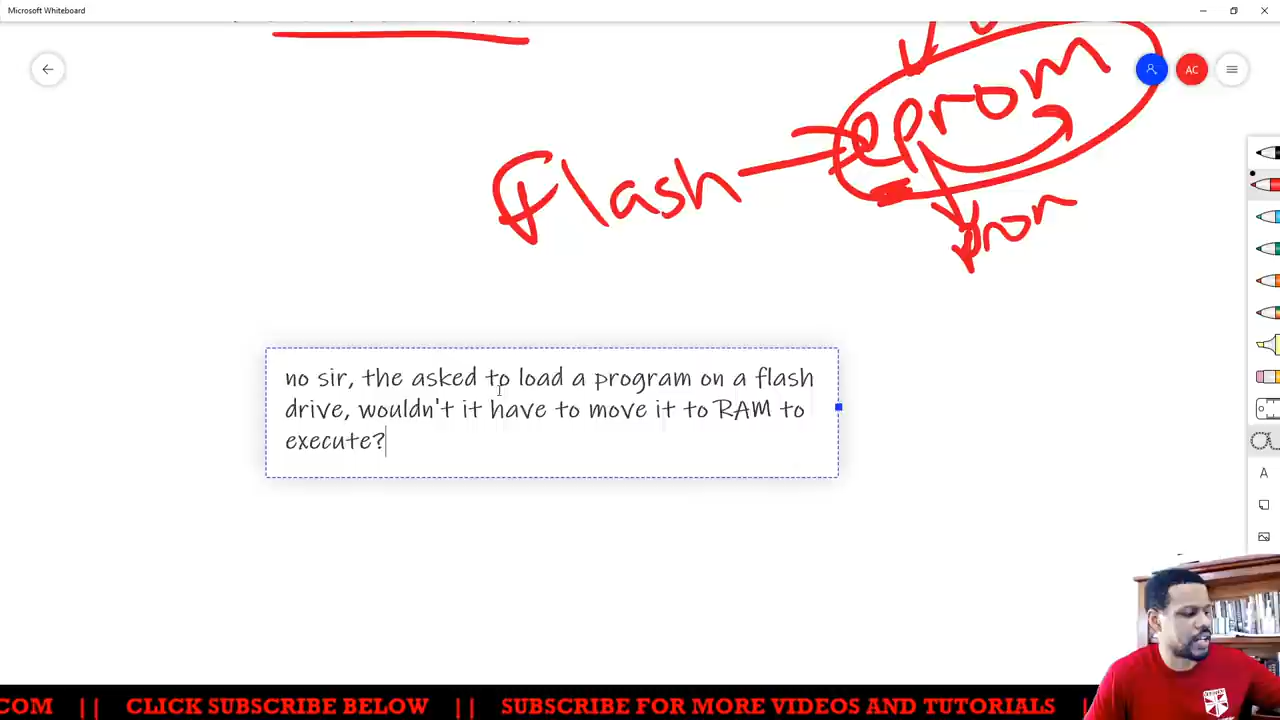 Microsoft Whiteboard
AC
eprom
flash
prom
no sir, the asked to load a program on a flash
drive, wouldn't it have to move it to RAM to
execute?
A
COM || CLICK SUBSCRIBE BELOW || SUBSCRIBE FOR MORE VIDEOS AND TUTORIALS ||